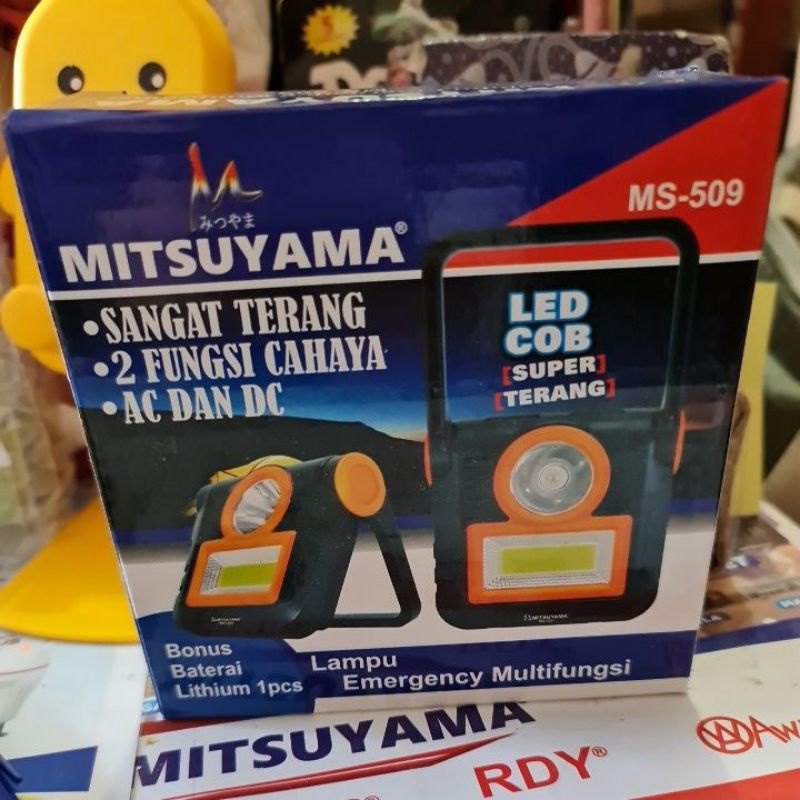 みつやま
MITSUYAMA®
MS-509
•SANGAT TERANG
•2 FUNGSI CAHAYA
•AC DAN DC
LED
COB
[SUPER]
[TERANG]
MITSUYAMA
Bonus
Baterai
Lithium 1pcs
Lampu
Emergency Multifungsi
MITSUYAMA
RDY®